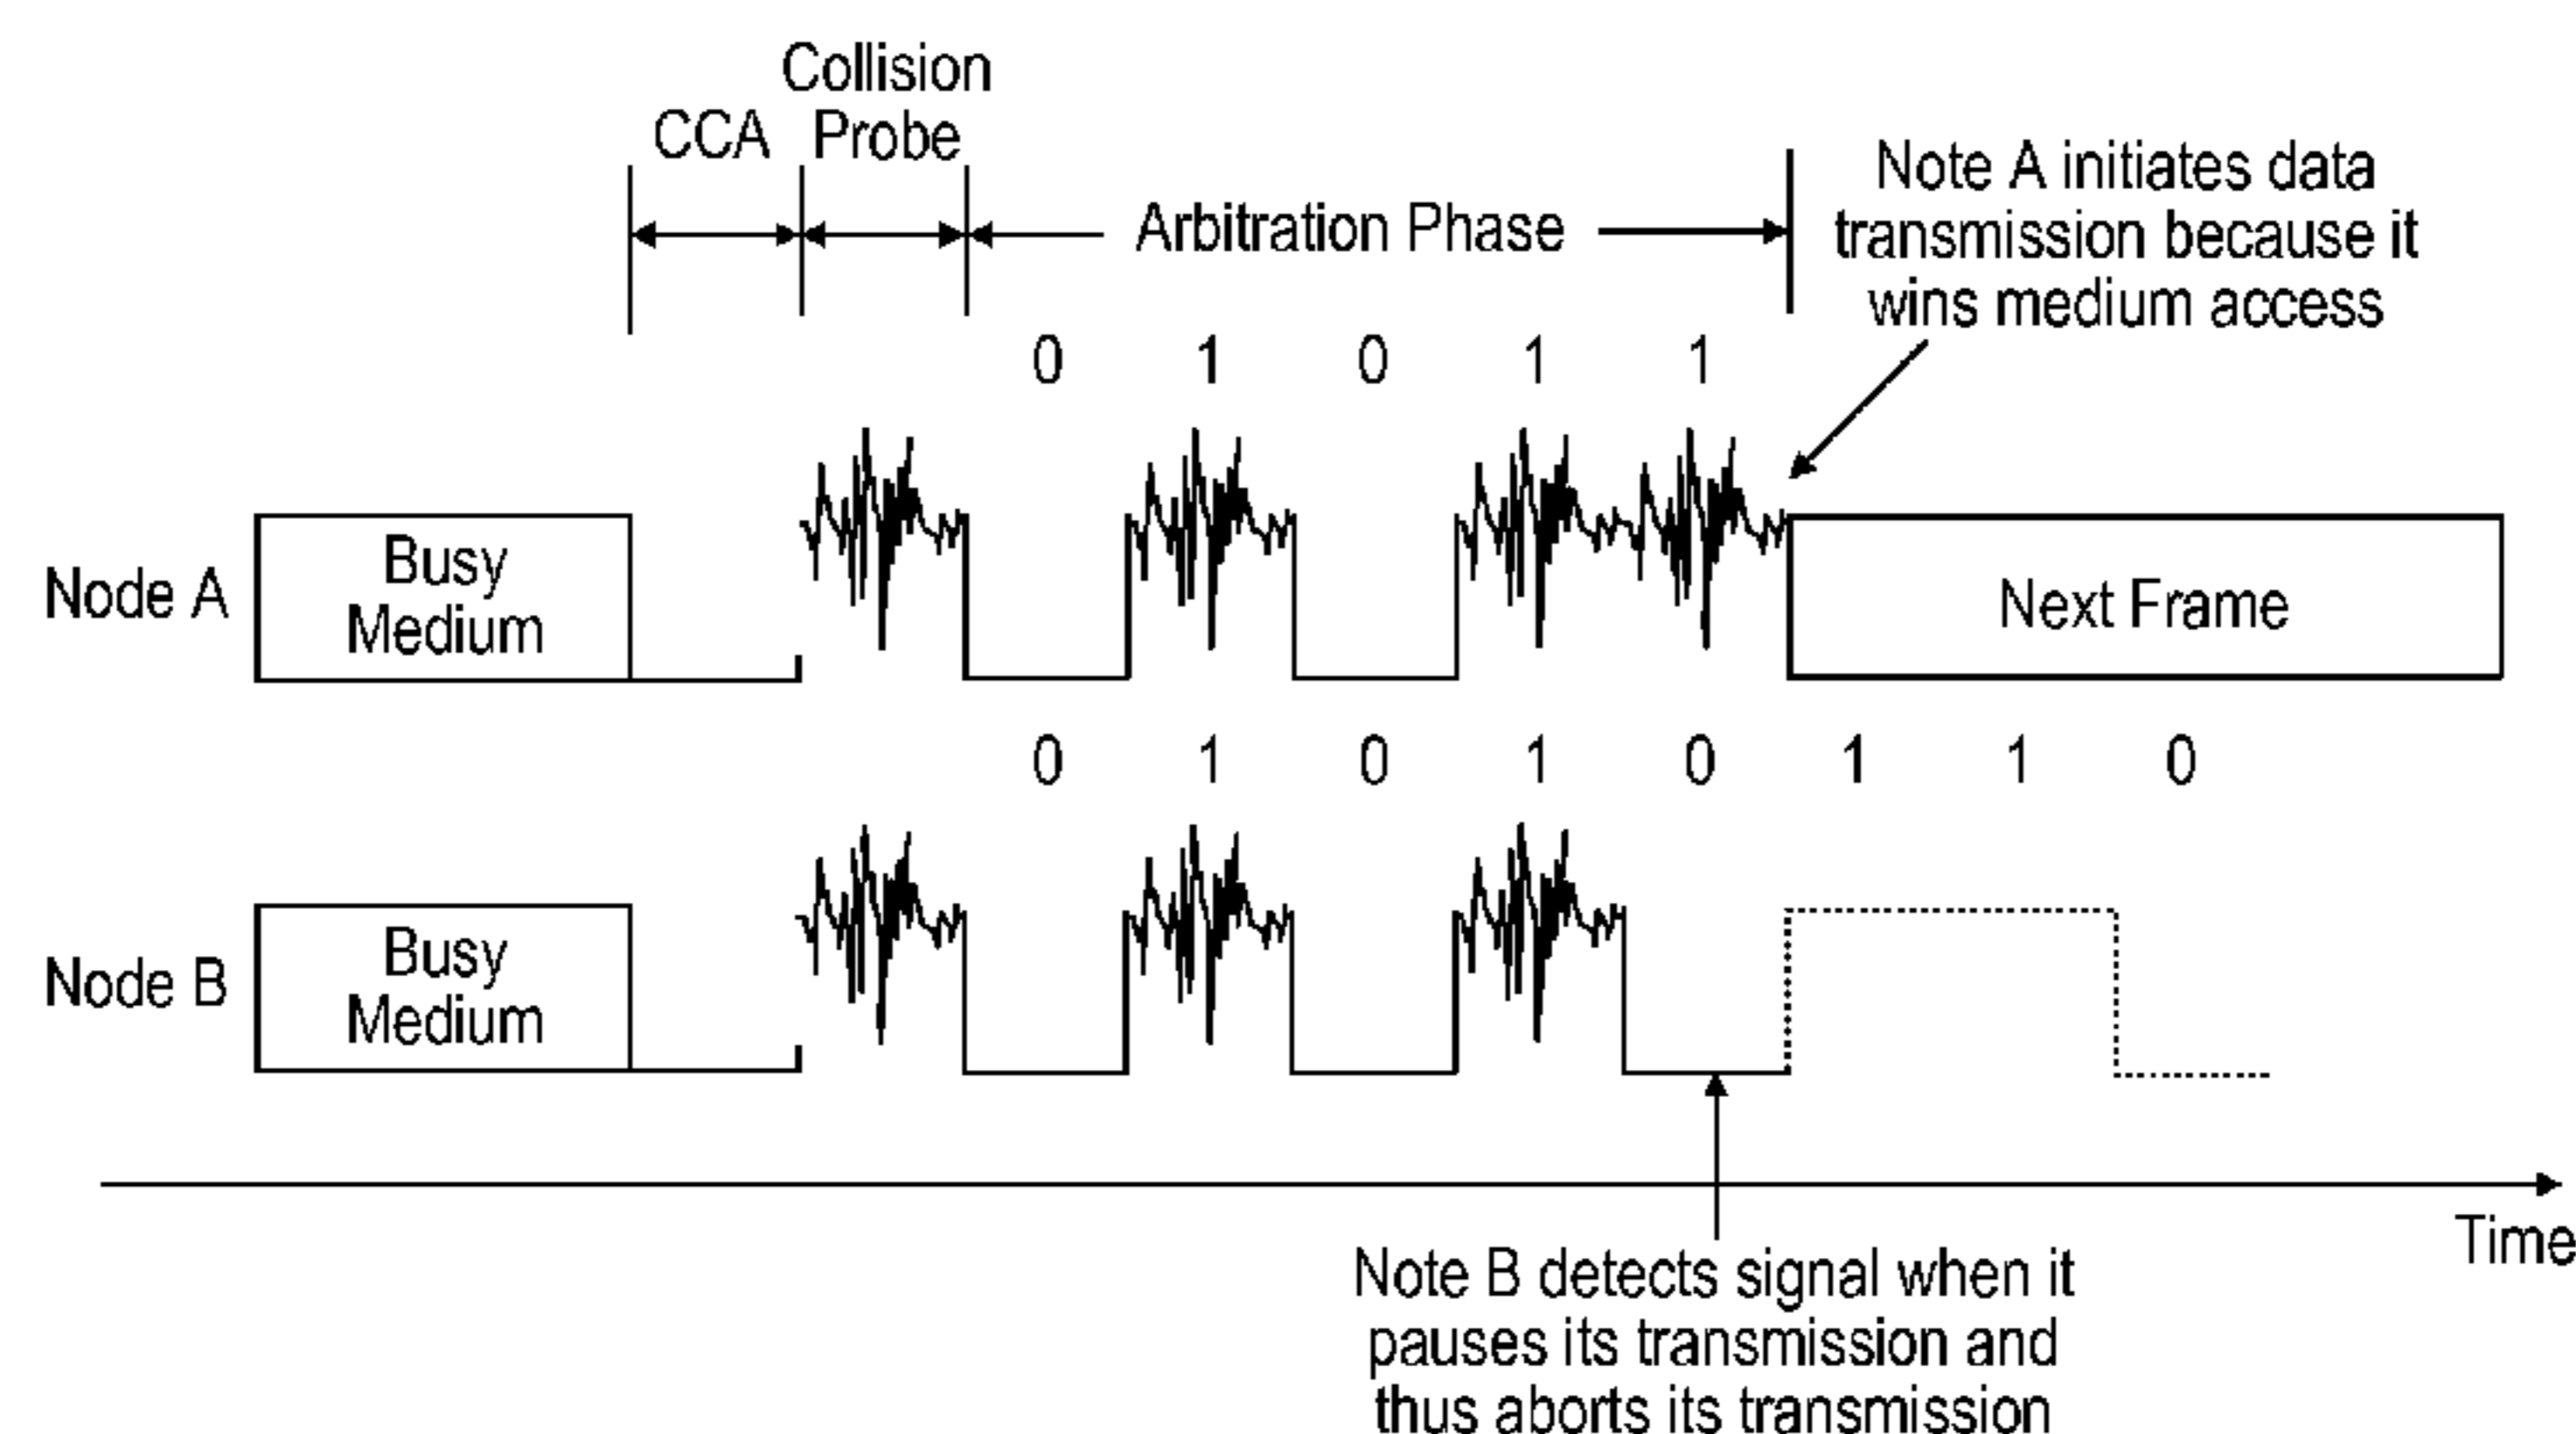 Collision
Probe
CCA
Arbitration Phase
Note A initiates data
transmission because it
wins medium access
0 1 0 1 1
Node A
Busy
Medium
Next Frame
0 1 0 1 0 1 1 0
Node B
Busy
Medium
Time
Note B detects signal when it
pauses its transmission and
thus aborts its transmission